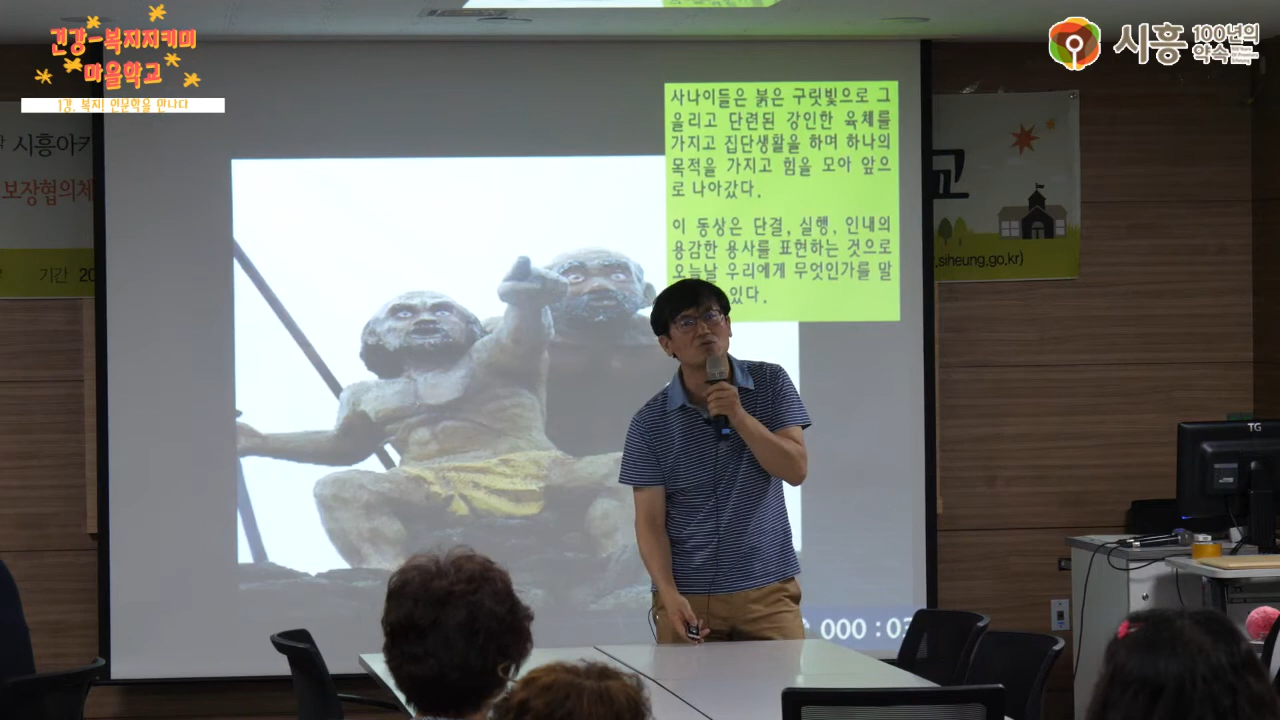 건강-복지지키미
마을학교
1강, 복지! 인문학을 만나다
시흥 100년의
약속
시흥아카
보장협의체
기간 20
교
.siheung.go.kr)
사나이들은 붉은 구릿빛으로 그
을리고 단련된 강인한 육체를
가지고 집단생활을 하며 하나의
목적을 가지고 힘을 모아 앞으
로 나아갔다.
이 동상은 단결, 실행, 인내의
용감한 용사를 표현하는 것으로
오늘날 우리에게 무엇인가를 말
있다.
TG
000 : 03